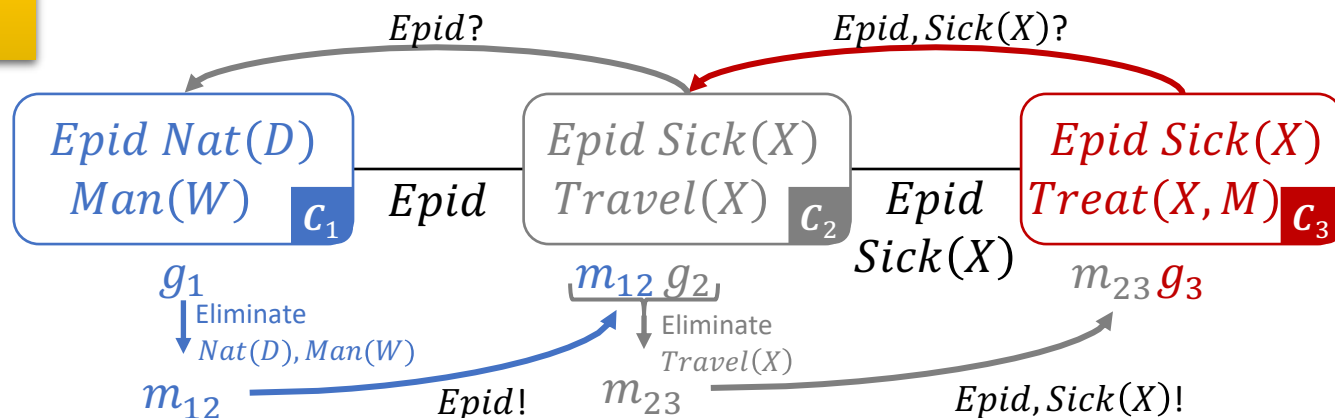 Epid?
Epid, Sick(X)?
Epid Nat(D)
Man(W)
C₁
Epid
Epid Sick(X)
Travel(X)
C₂
Epid
Sick(X)
Epid Sick(X)
Treat(X, M)
C₃
g₁
Eliminate
Nat(D), Man(W)
m₁₂
Epid!
m₁₂ g₂
Eliminate
Travel(X)
m₂₃
Epid, Sick(X)!
m₂₃ g₃